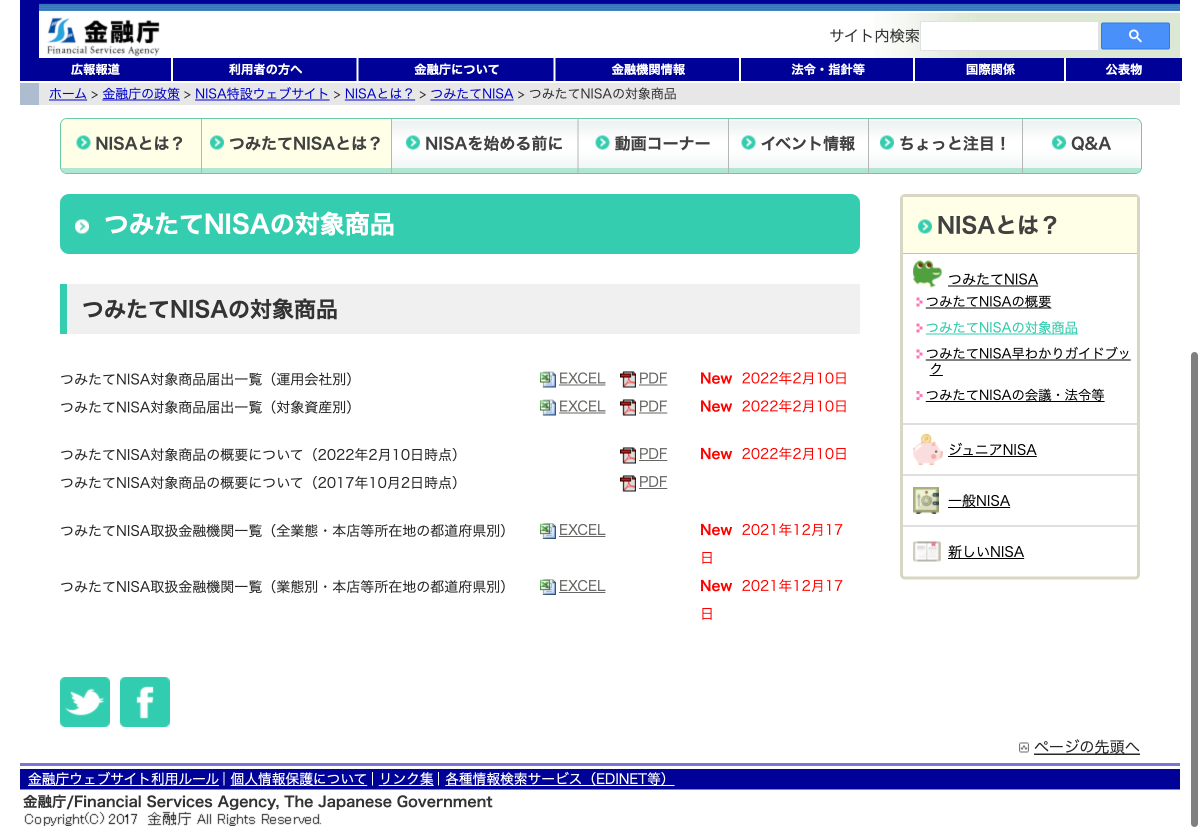 金融庁
Financial Services Agency
サイト内検索
広報報道 利用者の方へ 金融庁について 金融機関情報 法令・指針等 国際関係 公表物
ホーム > 金融庁の政策 > NISA特設ウェブサイト > NISAとは？ > つみたてNISA > つみたてNISAの対象商品
NISAとは？ つみたてNISAとは？ NISAを始める前に 動画コーナー イベント情報 ちょっと注目！ Q&A
つみたてNISAの対象商品
つみたてNISAの対象商品
つみたてNISA対象商品届出一覧（運用会社別） EXCEL PDF New 2022年2月10日
つみたてNISA対象商品届出一覧（対象資産別） EXCEL PDF New 2022年2月10日
つみたてNISA対象商品の概要について（2022年2月10日時点） PDF New 2022年2月10日
つみたてNISA対象商品の概要について（2017年10月2日時点） PDF
つみたてNISA取扱金融機関一覧（全業態・本店等所在地の都道府県別） EXCEL New 2021年12月17
日
つみたてNISA取扱金融機関一覧（業態別・本店等所在地の都道府県別） EXCEL New 2021年12月17
日
NISAとは？
つみたてNISA
つみたてNISAの概要
つみたてNISAの対象商品
つみたてNISA早わかりガイドブッ
ク
つみたてNISAの会議・法令等
ジュニアNISA
一般NISA
新しいNISA
ページの先頭へ
金融庁ウェブサイト利用ルール | 個人情報保護について | リンク集 | 各種情報検索サービス（EDINET等）
金融庁/Financial Services Agency, The Japanese Government
Copyright(C) 2017 金融庁 All Rights Reserved.